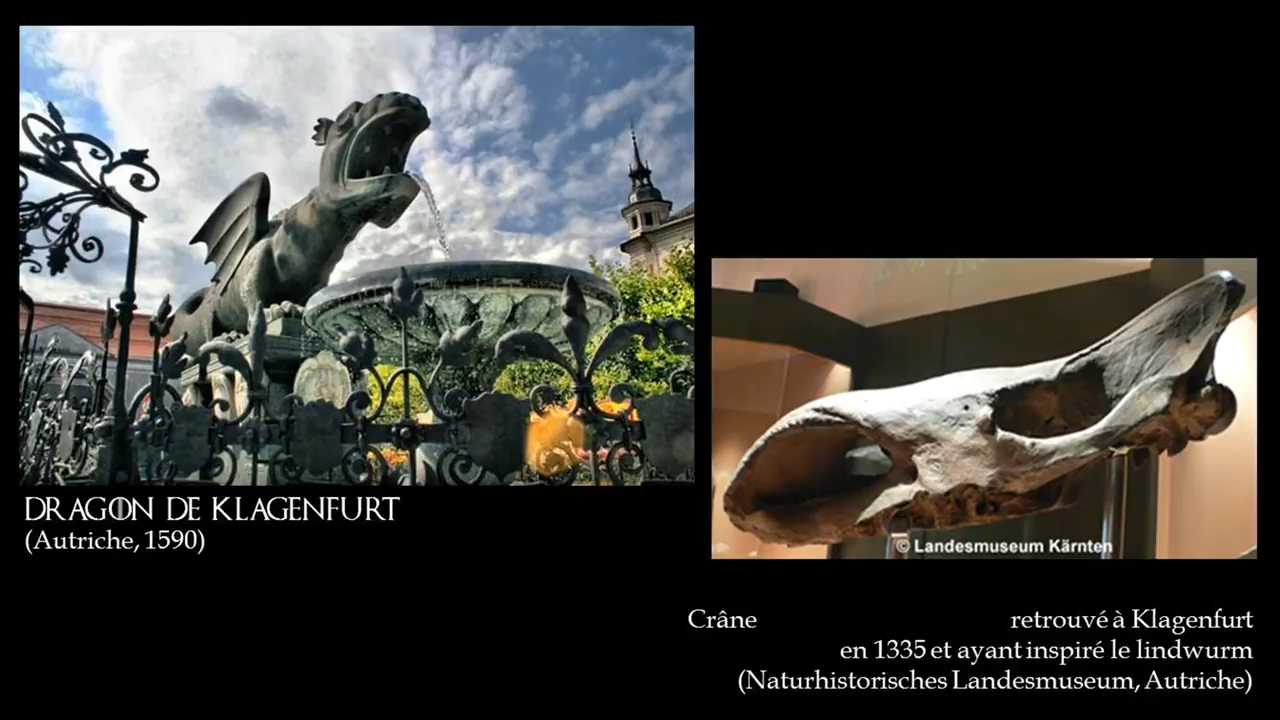 DRAGON DE KLAGENFURT
(Autriche, 1590)
© Landesmuseum Kärnten
Crâne retrouvé à Klagenfurt
en 1335 et ayant inspiré le lindwurm
(Naturhistorisches Landesmuseum, Autriche)